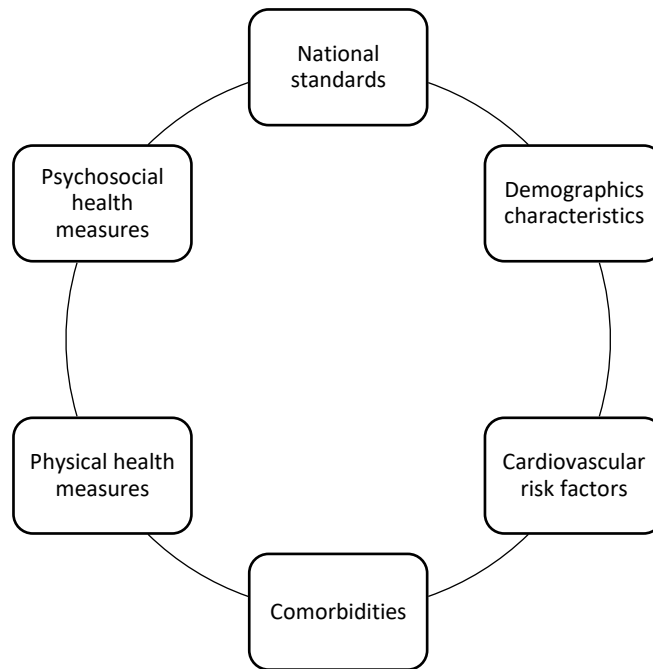 National
standards
Demographics
characteristics
Cardiovascular
risk factors
Comorbidities
Physical health
measures
Psychosocial
health
measures